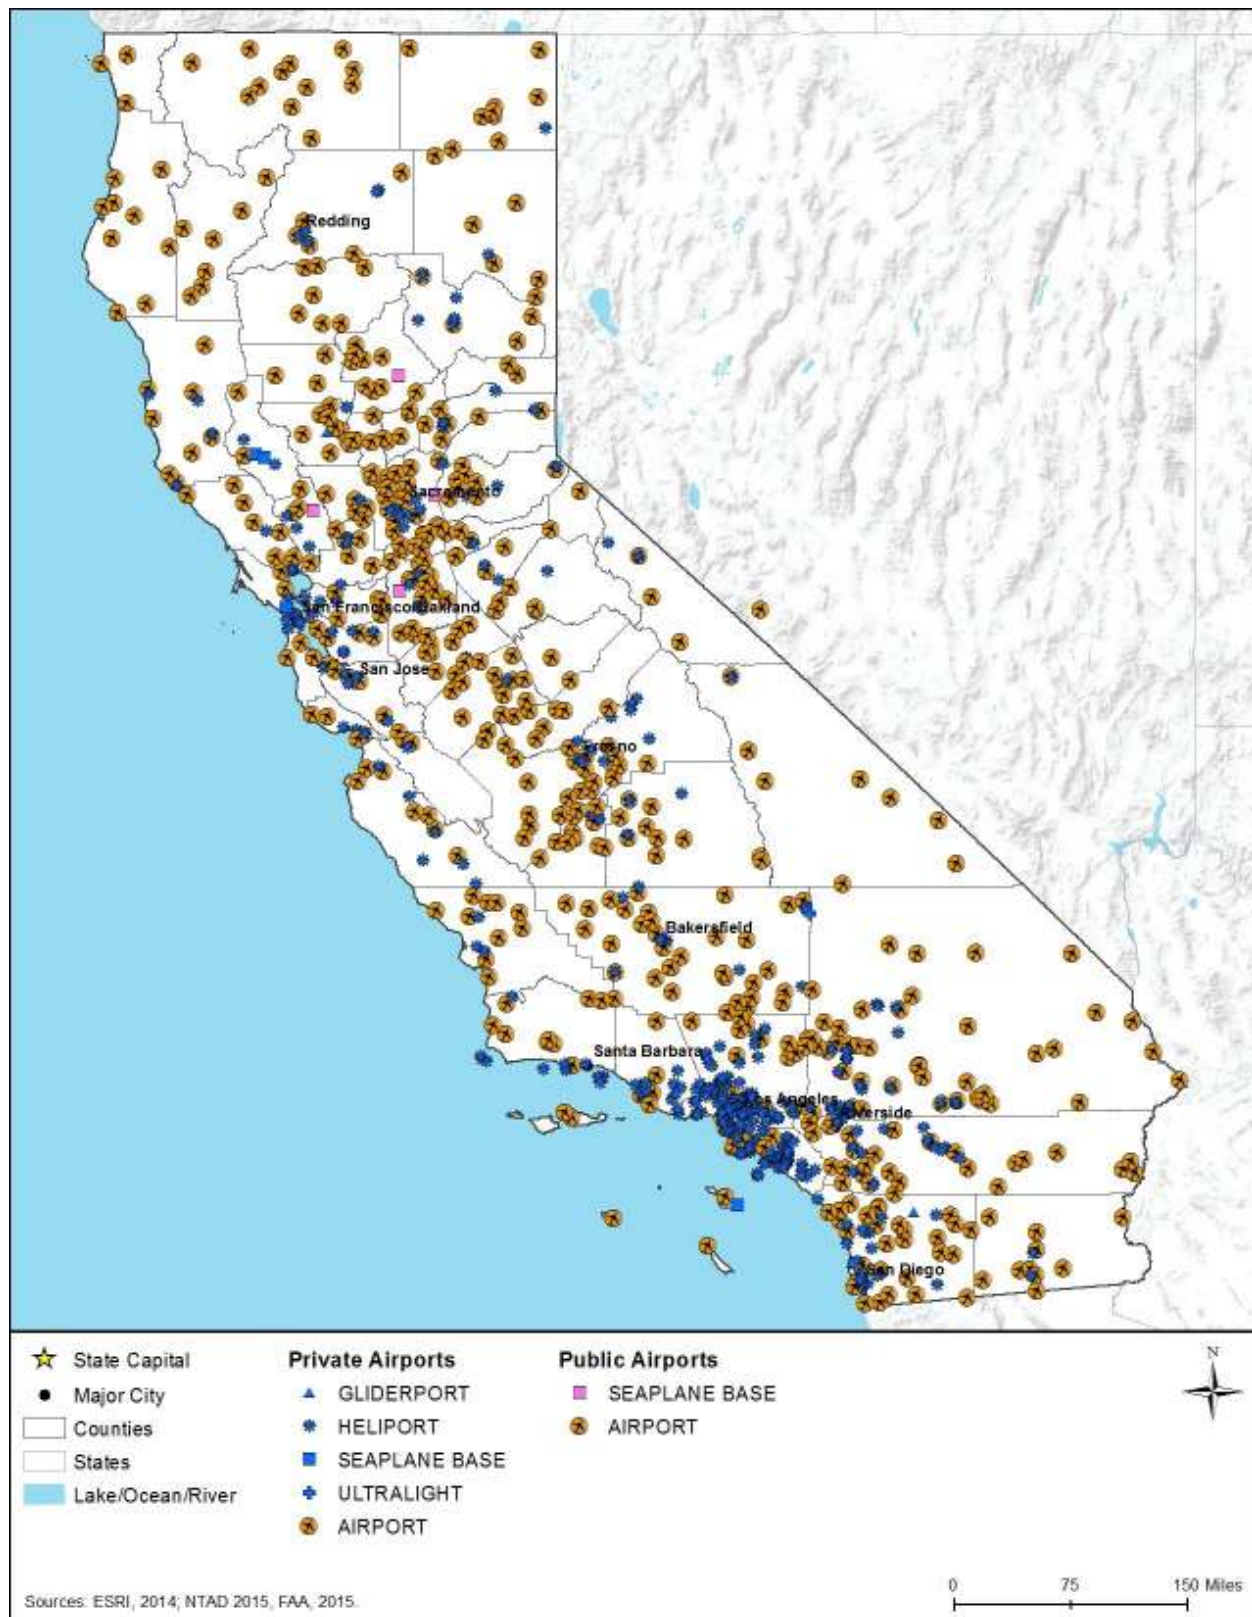 Redding
Sacramento
San Francisco/Oakland
San Jose
Fresno
Bakersfield
Santa Barbara
Los Angeles
Riverside
San Diego
State Capital
Major City
Counties
States
Lake/Ocean/River
Private Airports
GLIDERPORT
HELIPORT
SEAPLANE BASE
ULTRALIGHT
AIRPORT
Public Airports
SEAPLANE BASE
AIRPORT
N
0 75 150 Miles
Sources: ESRI, 2014; NTAD 2015, FAA, 2015.